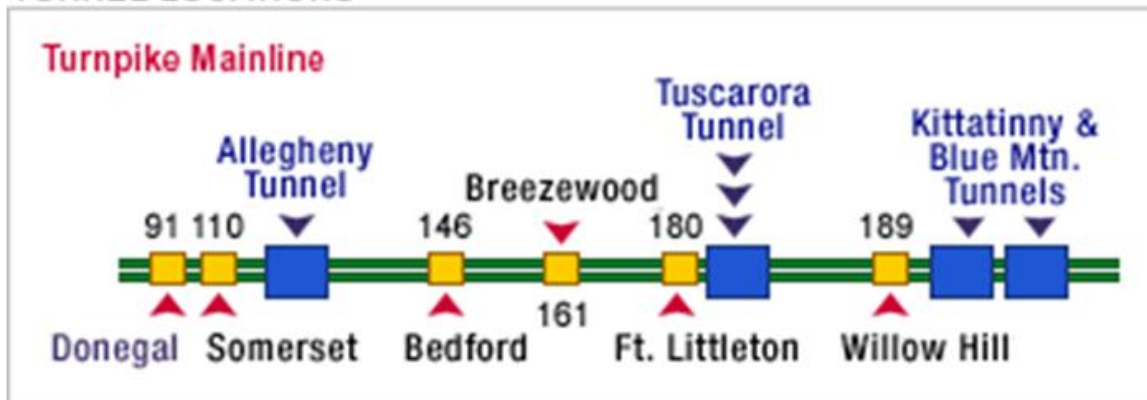 Turnpike Mainline
Tuscarora
Tunnel
Kittatinny &
Blue Mtn.
Tunnels
Allegheny
Tunnel
Breezewood
91 110 146 180 189
161
Donegal Somerset Bedford Ft. Littleton Willow Hill